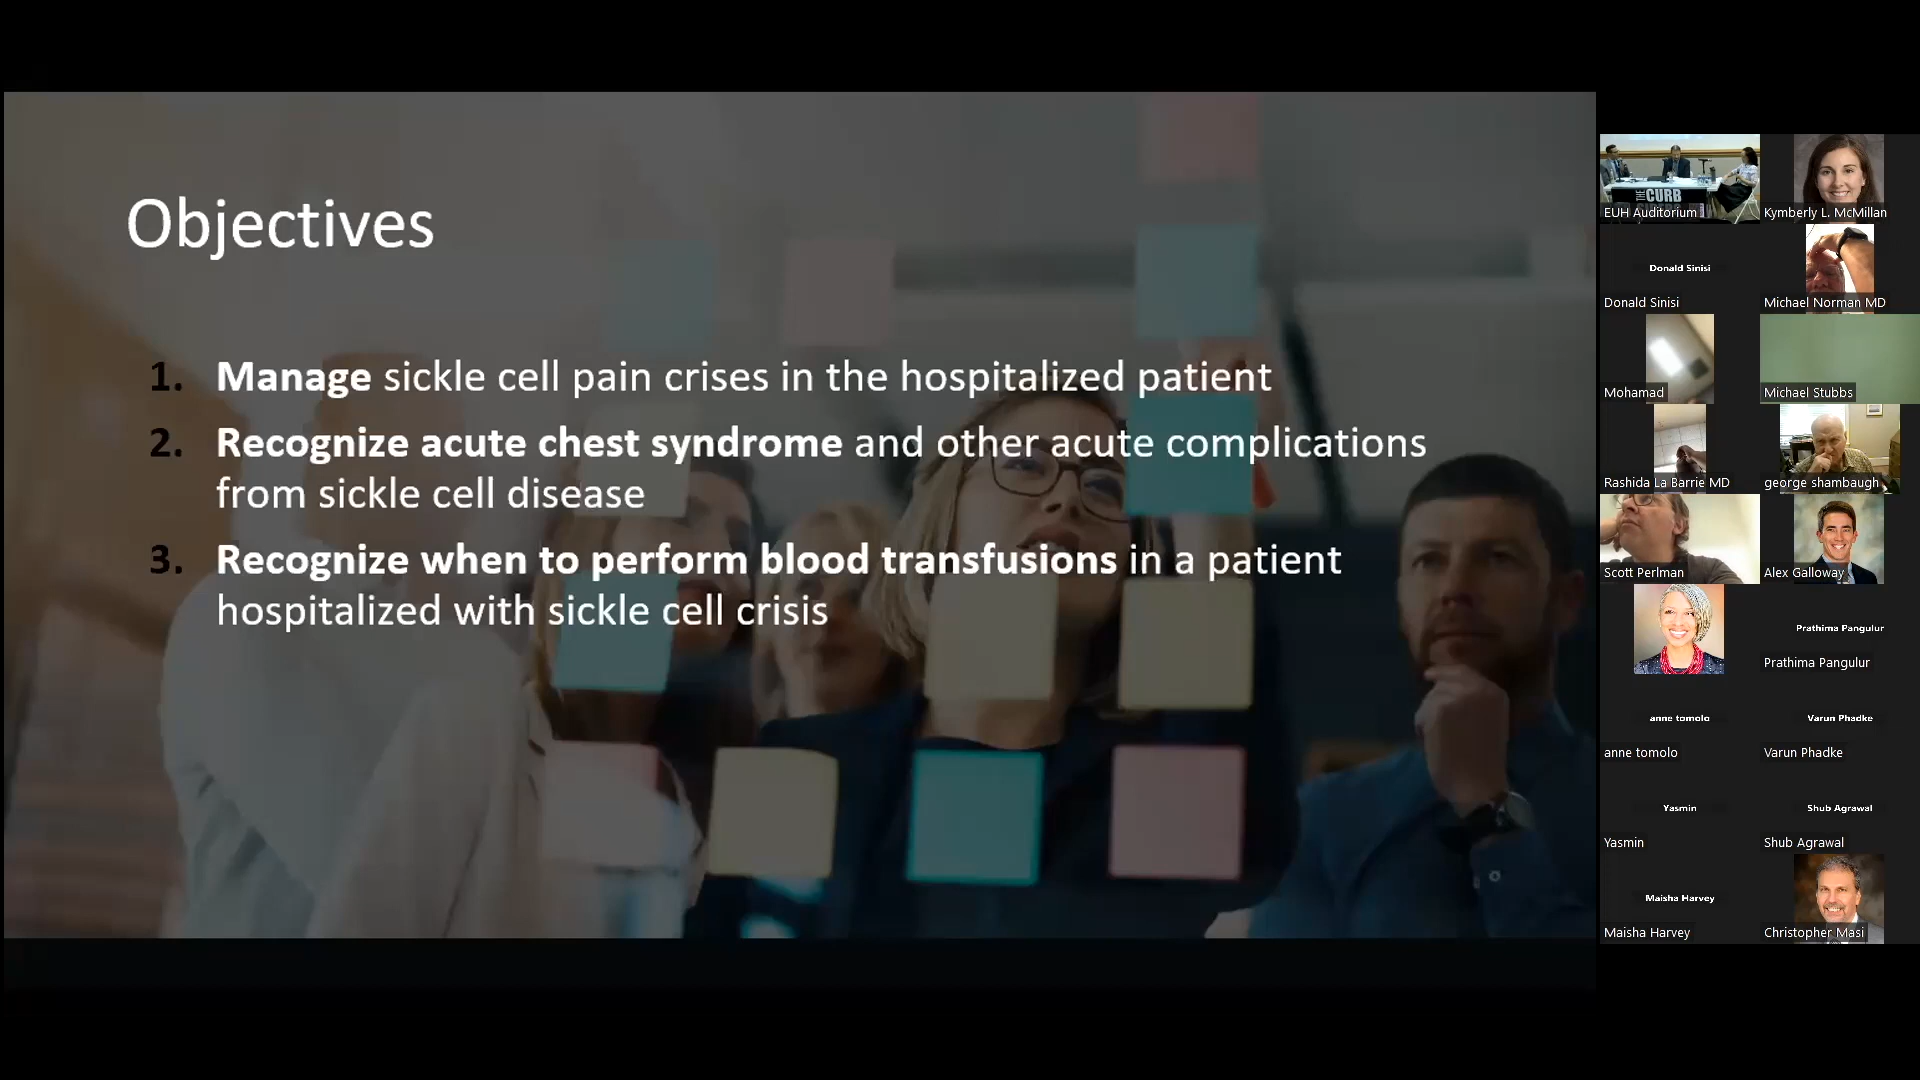 Objectives
1. Manage sickle cell pain crises in the hospitalized patient
2. Recognize acute chest syndrome and other acute complications
from sickle cell disease
3. Recognize when to perform blood transfusions in a patient
hospitalized with sickle cell crisis
THE CURB
EUH Auditorium
Kymberly L. McMillan
Donald Sinisi
Donald Sinisi
Michael Norman MD
Mohamad
Michael Stubbs
Rashida La Barrie MD
george shambaugh
Scott Perlman
Alex Galloway
Prathima Pangulur
Prathima Pangulur
anne tomolo
anne tomolo
Varun Phadke
Varun Phadke
Yasmin
Yasmin
Shub Agrawal
Shub Agrawal
Maisha Harvey
Maisha Harvey
Christopher Masi